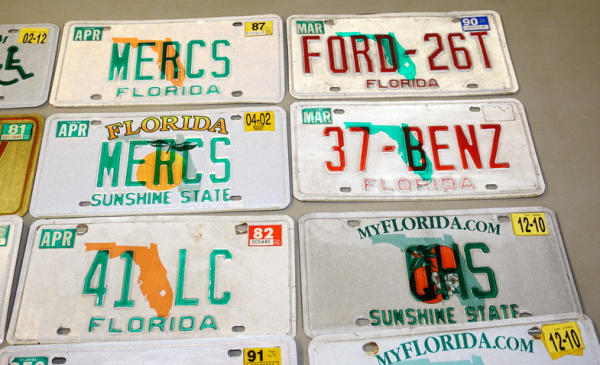 02-12
APR 87
MERCS
FLORIDA
MAR 90
FORD-26T
FLORIDA
81
APR FLORIDA 04-02
MERCS
SUNSHINE STATE
MAR
37-BENZ
FLORIDA
APR 82
41 LC
FLORIDA
MYFLORIDA.COM 12-10
OHS
SUNSHINE STATE
91
MYFLORIDA.COM 12-10